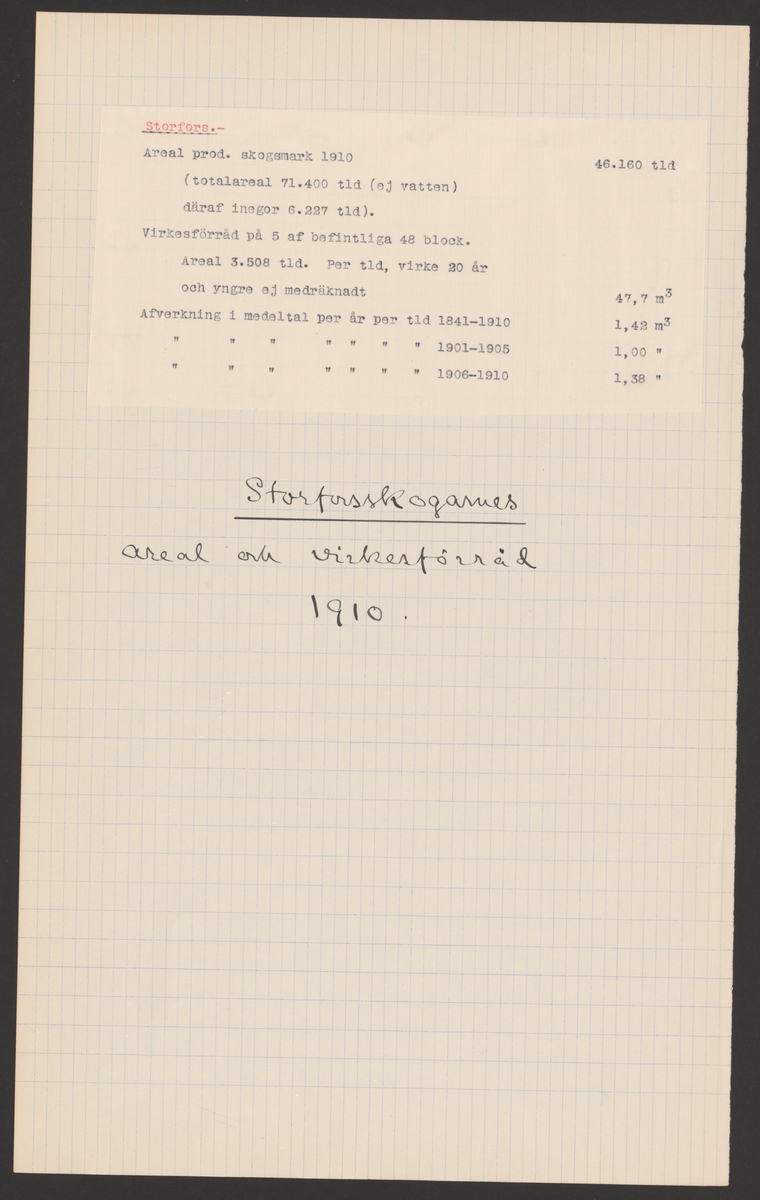 Storfors.-
Areal prod. skogsmark 1910 46.160 tld
(totalareal 71.400 tld (ej vatten)
däraf inegor 6.227 tld).
Virkesförråd på 5 af befintliga 48 block.
Areal 3.508 tld. Per tld, virke 20 år
och yngre ej medräknadt 47,7 m³
Afverkning i medeltal per år per tld 1841-1910 1,42 m³
" " " " " " " 1901-1905 1,00 "
" " " " " " " 1906-1910 1,38 "
Storforsskogarnes
areal och virkesförråd
1910.